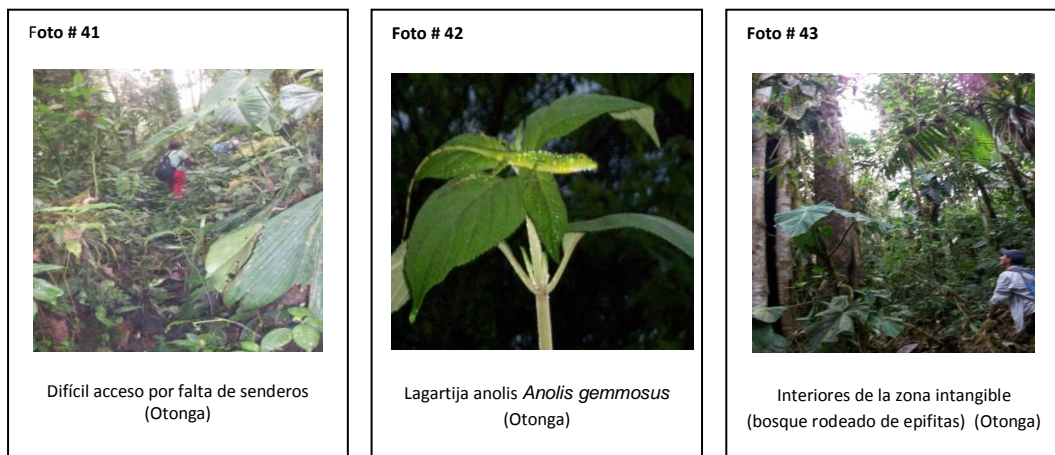 Foto # 41
Difícil acceso por falta de senderos
(Otonga)
Foto # 42
Lagartija anolis Anolis gemmosus
(Otonga)
Foto # 43
Interiores de la zona intangible
(bosque rodeado de epifitas) (Otonga)